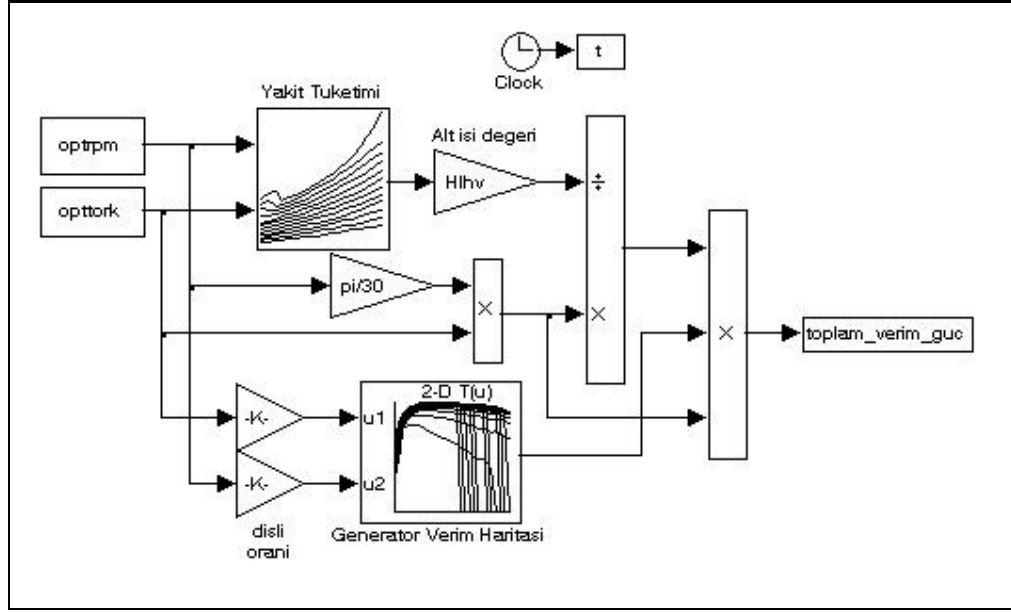 t
Clock
Yakit Tuketimi
optrpm
Alt isi degeri
Hlhv
÷
opttork
pi/30
×
×
×
toplam_verim_guc
2-D T(u)
-K-
u1
-K-
u2
disli
orani
Generator Verim Haritasi